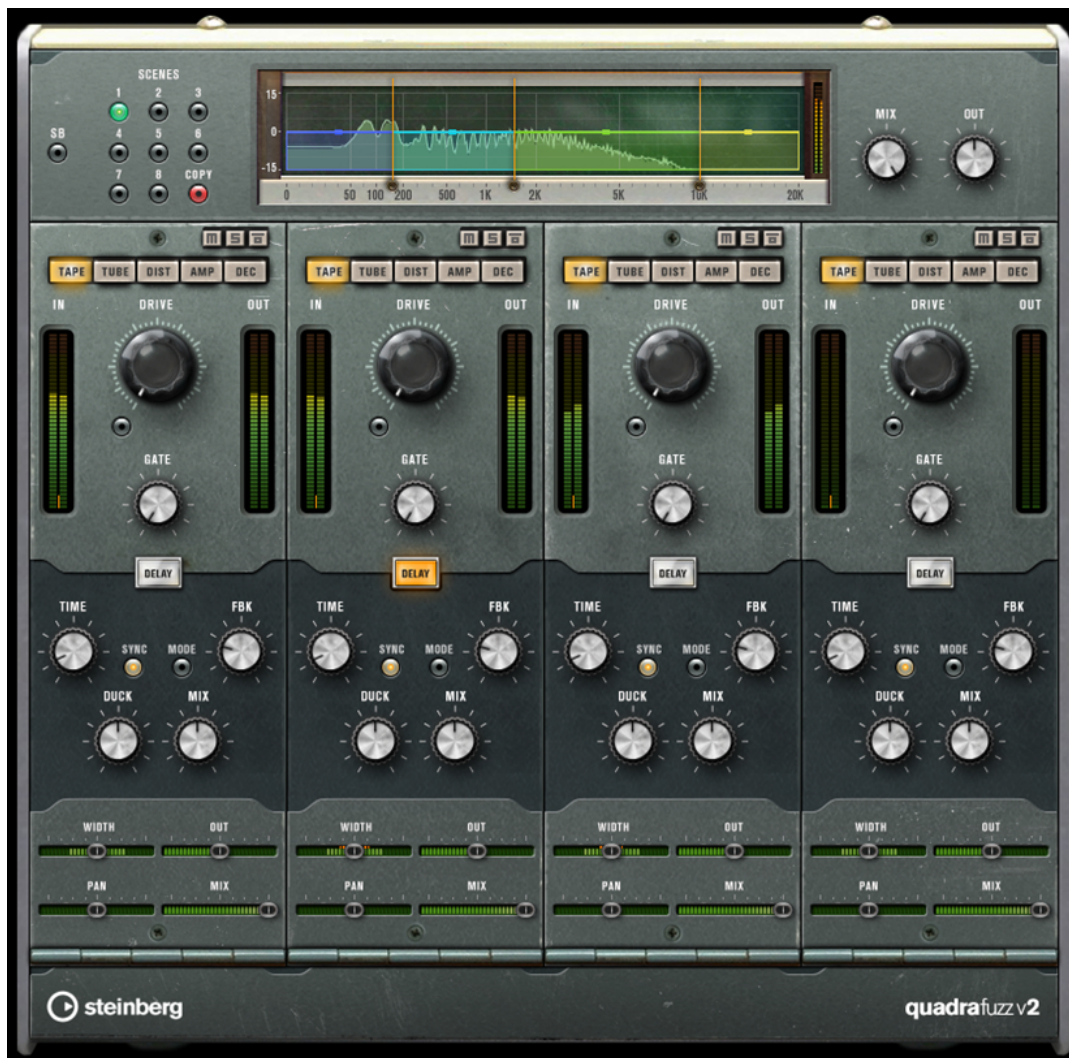 SCENES
1 2 3
SB 4 5 6
7 8 COPY
15
0
-15
0 50 100 200 500 1K 2K 5K 10K 20K
MIX OUT
M S
TAPE TUBE DIST AMP DEC
IN DRIVE OUT
GATE
DELAY
TIME FBK
SYNC MODE
DUCK MIX
WIDTH OUT
PAN MIX
M S
TAPE TUBE DIST AMP DEC
IN DRIVE OUT
GATE
DELAY
TIME FBK
SYNC MODE
DUCK MIX
WIDTH OUT
PAN MIX
M S
TAPE TUBE DIST AMP DEC
IN DRIVE OUT
GATE
DELAY
TIME FBK
SYNC MODE
DUCK MIX
WIDTH OUT
PAN MIX
M S
TAPE TUBE DIST AMP DEC
IN DRIVE OUT
GATE
DELAY
TIME FBK
SYNC MODE
DUCK MIX
WIDTH OUT
PAN MIX
steinberg
quadrafuzz v2